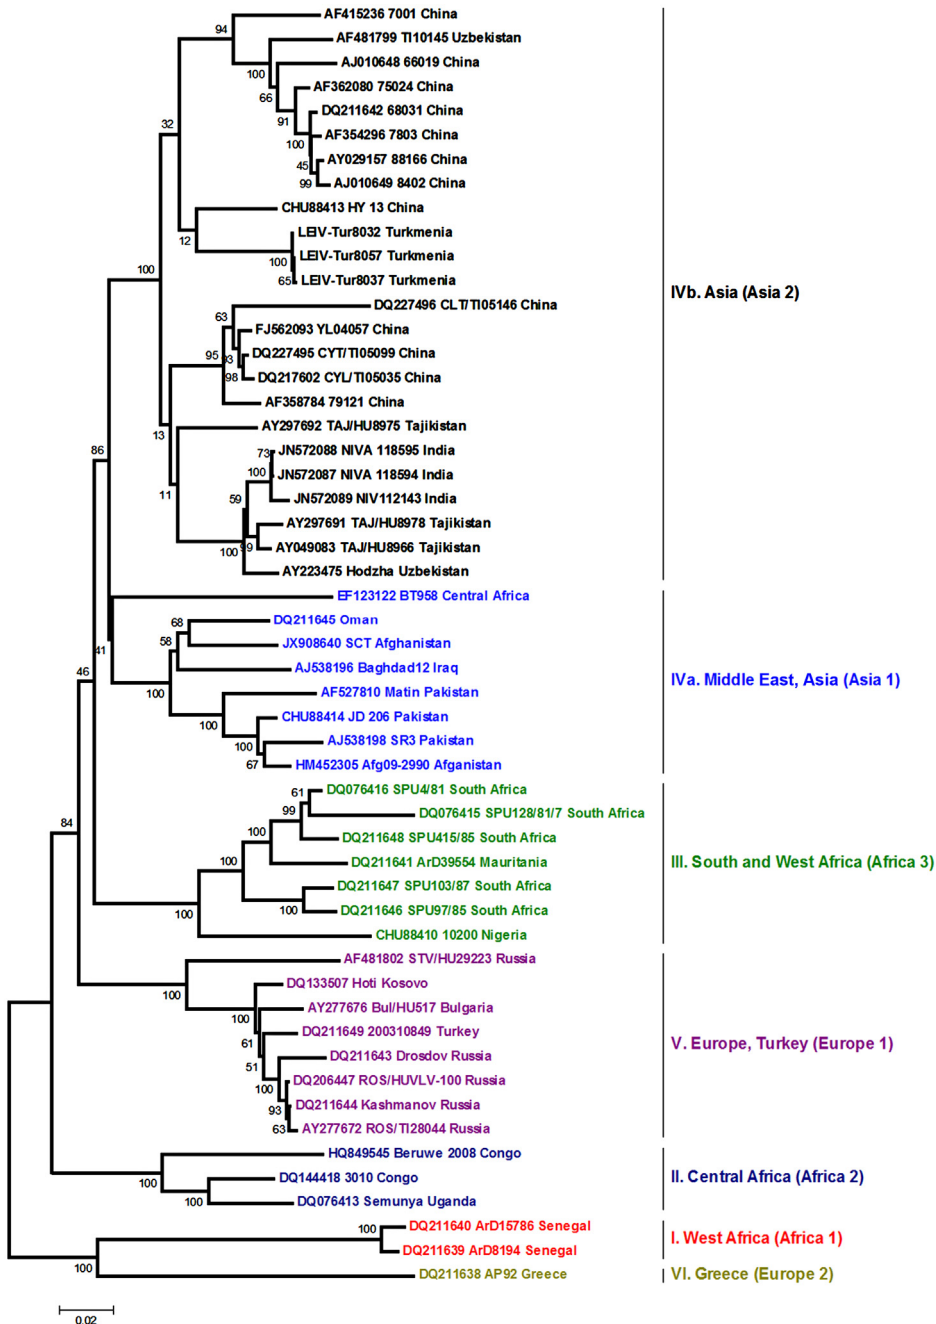 AF415236 7001 China
94
AF481799 TI10145 Uzbekistan
AJ010648 66019 China
100
AF362080 75024 China
66
DQ211642 68031 China
91
32
AF354296 7803 China
100
AY029157 88166 China
45
AJ010649 8402 China
99
CHU88413 HY 13 China
LEIV-Tur8032 Turkmenia
12
LEIV-Tur8057 Turkmenia
100
100
LEIV-Tur8037 Turkmenia
65
IVb. Asia (Asia 2)
DQ227496 CLT/TI05146 China
63
FJ562093 YL04057 China
DQ227495 CYT/TI05099 China
95
93
DQ217602 CYL/TI05035 China
98
AF358784 79121 China
AY297692 TAJ/HU8975 Tajikistan
13
86
JN572088 NIVA 118595 India
73
JN572087 NIVA 118594 India
100
11
JN572089 NIV112143 India
59
AY297691 TAJ/HU8978 Tajikistan
AY049083 TAJ/HU8966 Tajikistan
99
100
AY223475 Hodzha Uzbekistan
EF123122 BT958 Central Africa
DQ211645 Oman
68
JX908640 SCT Afghanistan
58
41
AJ538196 Baghdad12 Iraq
46
IVa. Middle East, Asia (Asia 1)
100
AF527810 Matin Pakistan
CHU88414 JD 206 Pakistan
100
AJ538198 SR3 Pakistan
100
HM452305 Afg09-2990 Afganistan
67
DQ076416 SPU4/81 South Africa
61
DQ076415 SPU128/81/7 South Africa
99
84
DQ211648 SPU415/85 South Africa
100
DQ211641 ArD39554 Mauritania
100
III. South and West Africa (Africa 3)
DQ211647 SPU103/87 South Africa
DQ211646 SPU97/85 South Africa
100
100
CHU88410 10200 Nigeria
AF481802 STV/HU29223 Russia
DQ133507 Hoti Kosovo
100
AY277676 Bul/HU517 Bulgaria
100
DQ211649 200310849 Turkey
61
V. Europe, Turkey (Europe 1)
DQ211643 Drosdov Russia
51
DQ206447 ROS/HUVLV-100 Russia
100
DQ211644 Kashmanov Russia
93
AY277672 ROS/TI28044 Russia
63
HQ849545 Beruwe 2008 Congo
DQ144418 3010 Congo
100
II. Central Africa (Africa 2)
DQ076413 Semunya Uganda
100
DQ211640 ArD15786 Senegal
100
I. West Africa (Africa 1)
DQ211639 ArD8194 Senegal
100
DQ211638 AP92 Greece
VI. Greece (Europe 2)
0.02